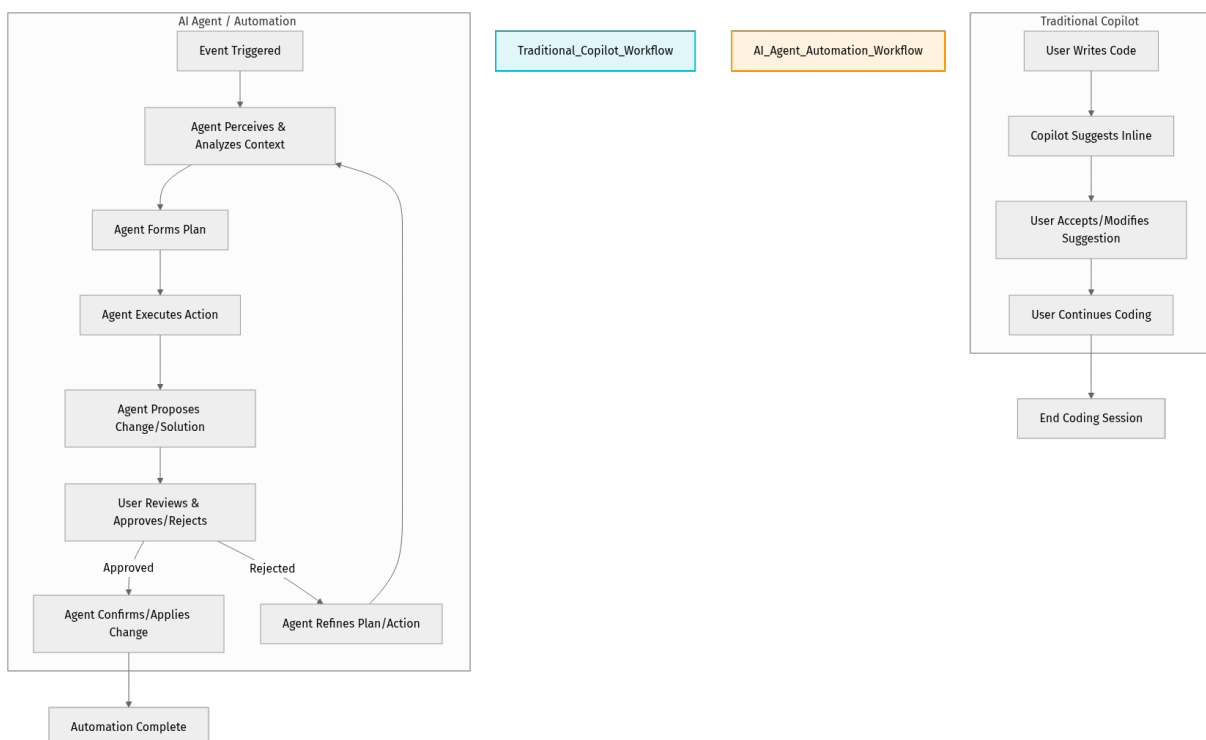 AI Agent / Automation
Event Triggered
Agent Perceives &
Analyzes Context
Agent Forms Plan
Agent Executes Action
Agent Proposes
Change/Solution
User Reviews &
Approves/Rejects
Approved
Rejected
Agent Confirms/Applies
Change
Agent Refines Plan/Action
Automation Complete
Traditional_Copilot_Workflow
AI_Agent_Automation_Workflow
Traditional Copilot
User Writes Code
Copilot Suggests Inline
User Accepts/Modifies
Suggestion
User Continues Coding
End Coding Session